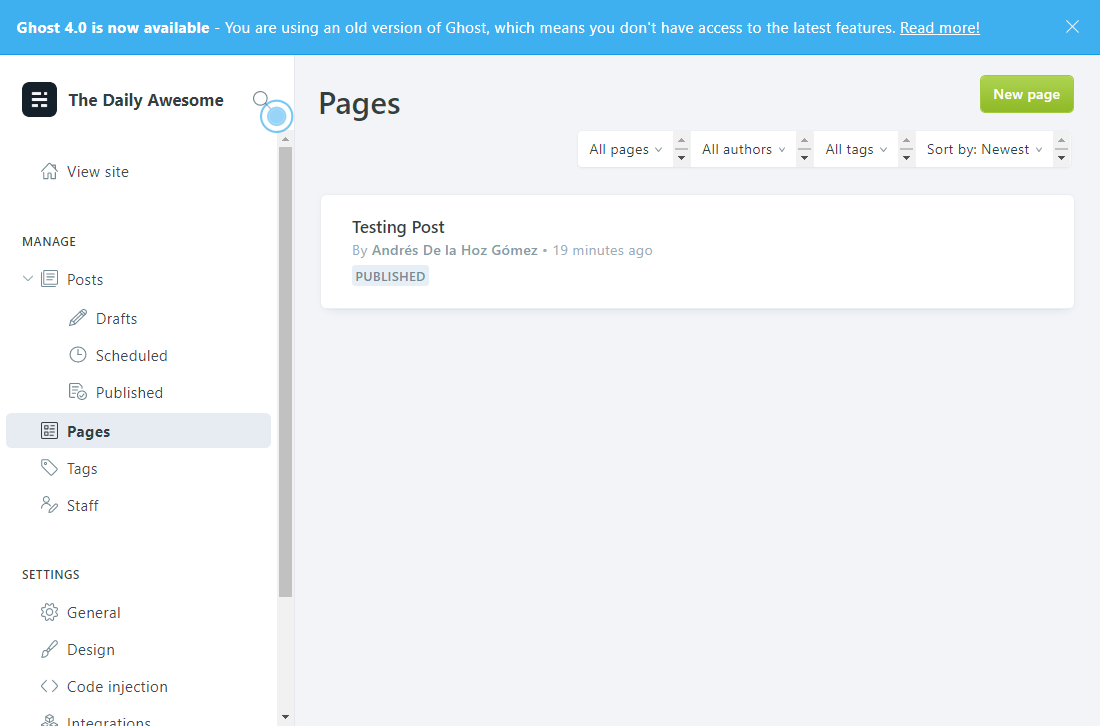 Ghost 4.0 is now available - You are using an old version of Ghost, which means you don't have access to the latest features. Read more!
The Daily Awesome
View site
MANAGE
Posts
Drafts
Scheduled
Published
Pages
Tags
Staff
SETTINGS
General
Design
Code injection
Integrations
Pages
New page
All pages
All authors
All tags
Sort by: Newest
Testing Post
By Andrés De la Hoz Gómez • 19 minutes ago
PUBLISHED